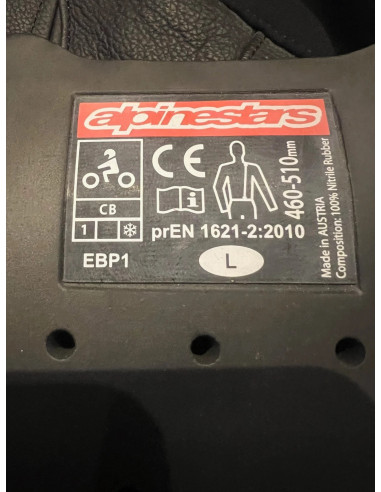 alpinestars
CE
CB
1
prEN 1621-2:2010
EBP1
L
460-510mm
Made in AUSTRIA
Composition: 100% Nitrile Rubber